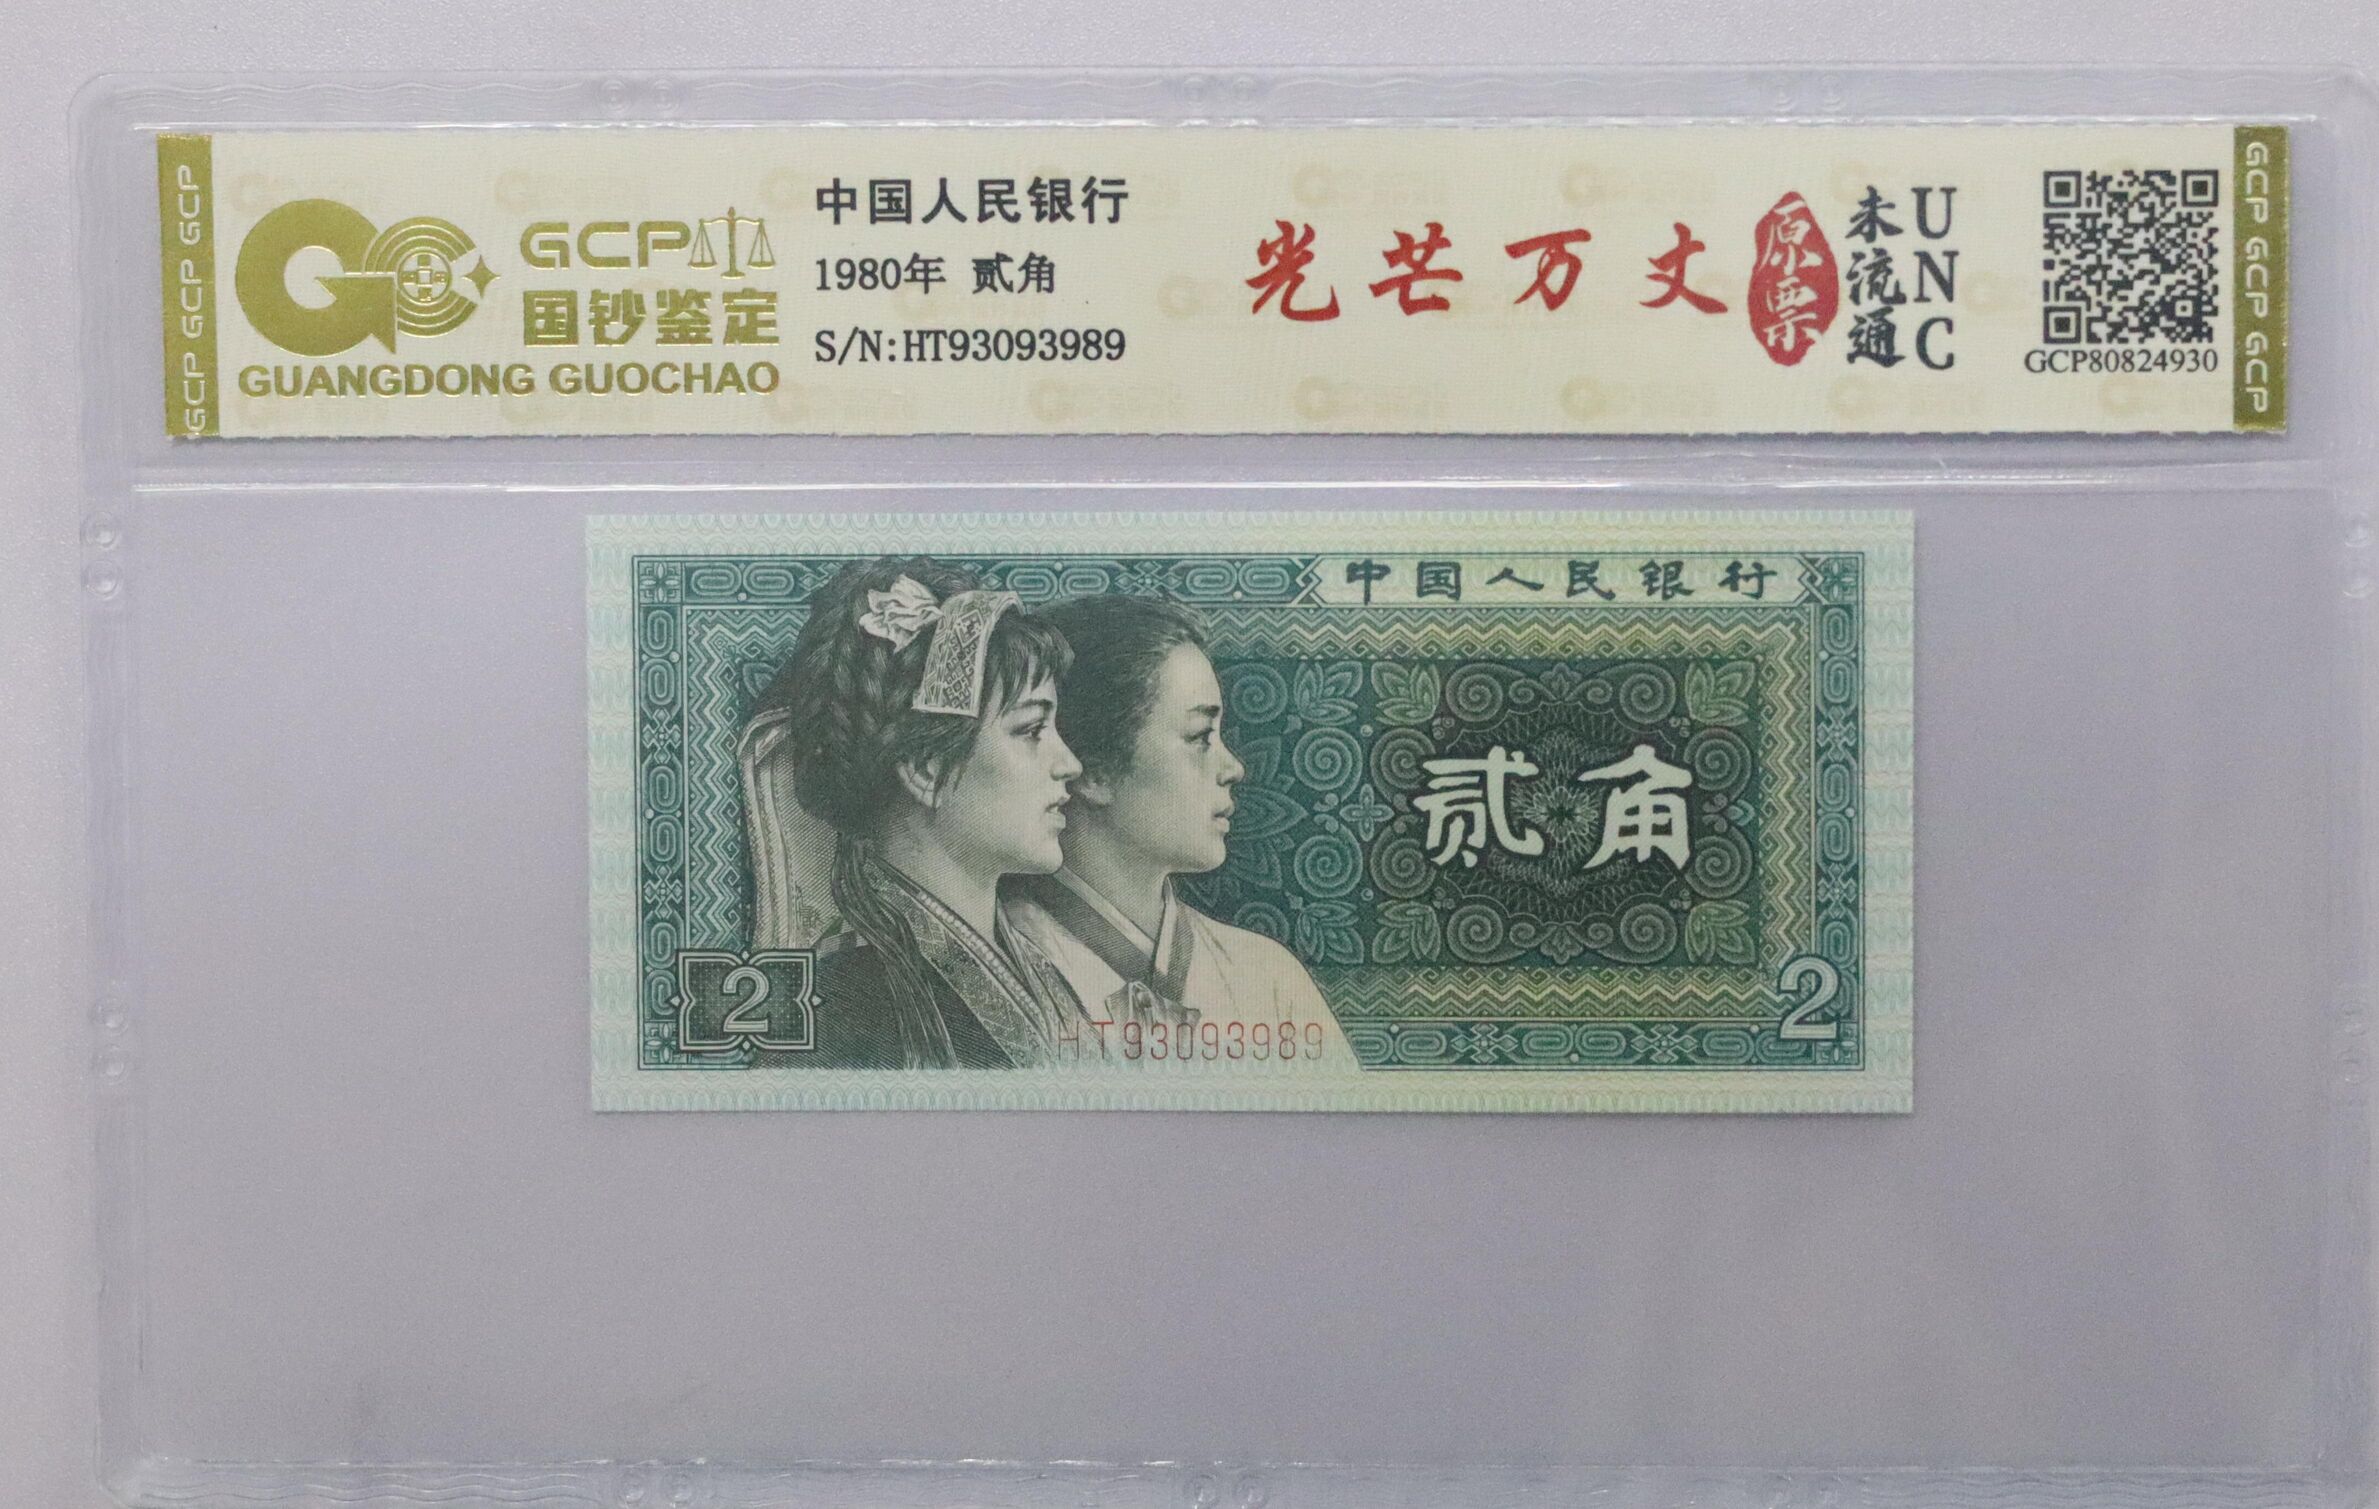 GCP GCP GCP
GCP
国钞鉴定
GUANGDONG GUOCHAO
中国人民银行
1980年 贰角
S/N:HT93093989
光芒万丈
原票
未流通
UNC
GCP80824930
GCP GCP GCP
中国人民银行
贰角
2
2
HT93093989